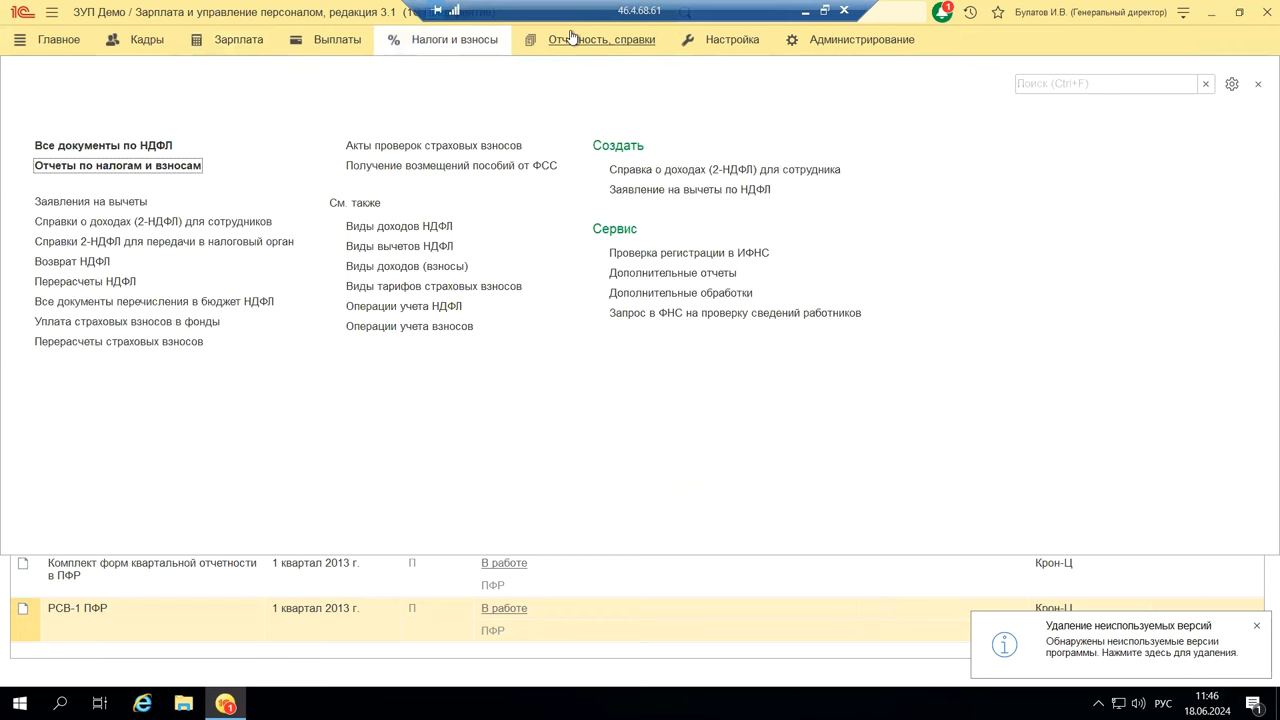 ЗУП Демо / Зарплата и управление персоналом, редакция 3.1 (1С:П
46.4.68.61
1
Булатов И.В. (Генеральный директор)
Главное
Кадры
Зарплата
Выплаты
Налоги и взносы
Отчетность, справки
Настройка
Администрирование
Поиск (Ctrl+F)
Все документы по НДФЛ
Отчеты по налогам и взносам
Заявления на вычеты
Справки о доходах (2-НДФЛ) для сотрудников
Справки 2-НДФЛ для передачи в налоговый орган
Возврат НДФЛ
Перерасчеты НДФЛ
Все документы перечисления в бюджет НДФЛ
Уплата страховых взносов в фонды
Перерасчеты страховых взносов
Акты проверок страховых взносов
Получение возмещений пособий от ФСС
См. также
Виды доходов НДФЛ
Виды вычетов НДФЛ
Виды доходов (взносы)
Виды тарифов страховых взносов
Операции учета НДФЛ
Операции учета взносов
Создать
Справка о доходах (2-НДФЛ) для сотрудника
Заявление на вычеты по НДФЛ
Сервис
Проверка регистрации в ИФНС
Дополнительные отчеты
Дополнительные обработки
Запрос в ФНС на проверку сведений работников
Комплект форм квартальной отчетности
в ПФР
1 квартал 2013 г.
П
В работе
ПФР
Крон-Ц
РСВ-1 ПФР
1 квартал 2013 г.
П
В работе
ПФР
Крон-Ц
Удаление неиспользуемых версий
Обнаружены неиспользуемые версии
программы. Нажмите здесь для удаления.
1
РУС
11:46
18.06.2024
1